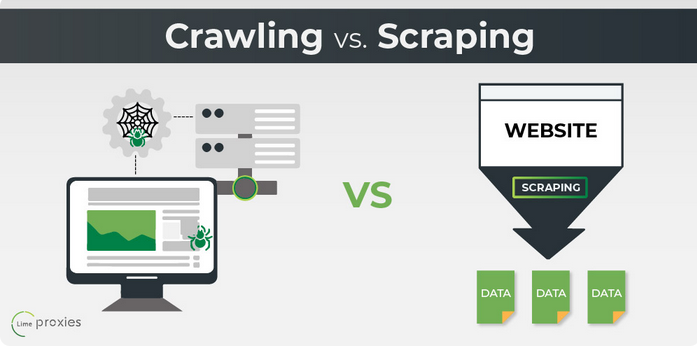 Crawling vs. Scraping
WEBSITE
SCRAPING
VS
DATA DATA DATA
Lime proxies